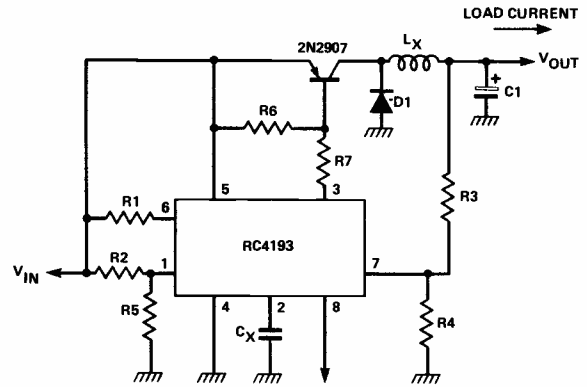 LOAD CURRENT
2N2907
LX
VOUT
+
C1
D1
R6
R7
R3
5
3
R1
6
RC4193
R2
1
7
VIN
R5
4
2
8
CX
R4